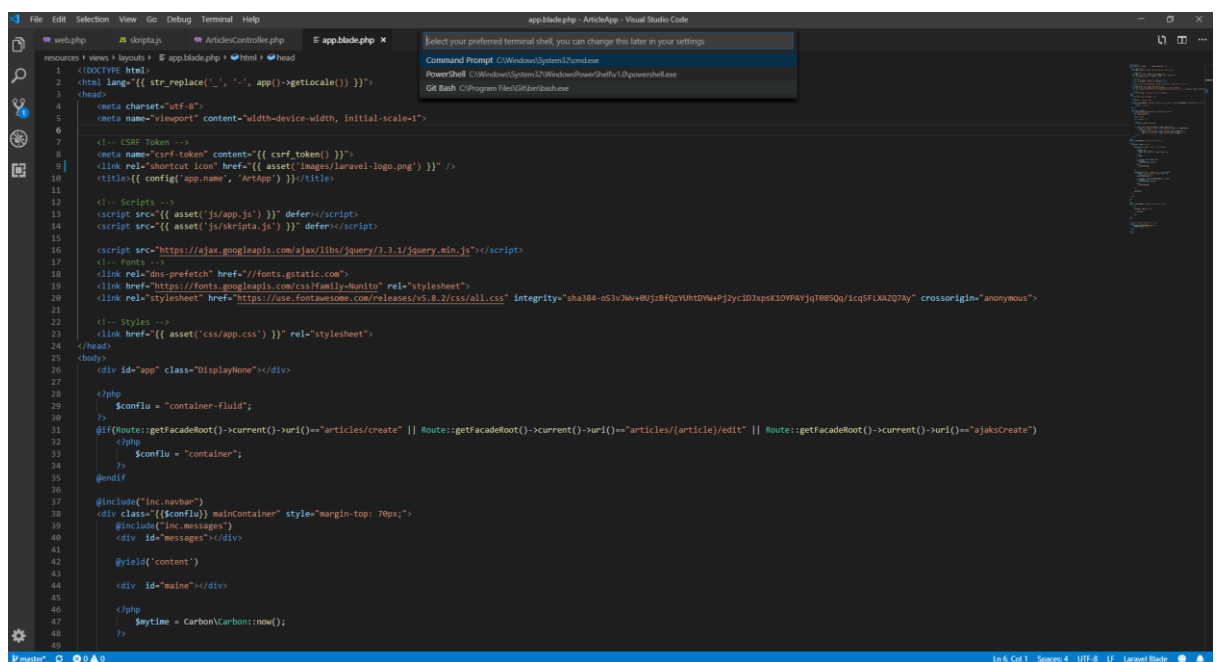 File Edit Selection View Go Debug Terminal Help
app.blade.php - ArticleApp - Visual Studio Code
web.php
JS skripta.js
ArticlesController.php
app.blade.php ×
Select your preferred terminal shell, you can change this later in your settings
Command Prompt C:\Windows\System32\cmd.exe
PowerShell C:\Windows\System32\WindowsPowerShell\v1.0\powershell.exe
Git Bash C:\Program Files\Git\bin\bash.exe
resources › views › layouts › app.blade.php › html › head
1 <!DOCTYPE html>
2 <html lang="{{ str_replace('_', '-', app()->getLocale()) }}">
3 <head>
4 <meta charset="utf-8">
5 <meta name="viewport" content="width=device-width, initial-scale=1">
6
7 <!-- CSRF Token -->
8 <meta name="csrf-token" content="{{ csrf_token() }}">
9 <link rel="shortcut icon" href="{{ asset('images/laravel-logo.png') }}" />
10 <title>{{ config('app.name', 'ArtApp') }}</title>
11
12 <!-- Scripts -->
13 <script src="{{ asset('js/app.js') }}" defer></script>
14 <script src="{{ asset('js/skripta.js') }}" defer></script>
15
16 <script src="https://ajax.googleapis.com/ajax/libs/jquery/3.3.1/jquery.min.js"></script>
17 <!-- Fonts -->
18 <link rel="dns-prefetch" href="//fonts.gstatic.com">
19 <link href="https://fonts.googleapis.com/css?family=Nunito" rel="stylesheet">
20 <link rel="stylesheet" href="https://use.fontawesome.com/releases/v5.8.2/css/all.css" integrity="sha384-oS3vJWv+0UjzBfQzYUhtDYW+Pj2yciDJxpsK1OYPAYjqT085Qq/1cq5FLXAZQ7Ay" crossorigin="anonymous">
21
22 <!-- Styles -->
23 <link href="{{ asset('css/app.css') }}" rel="stylesheet">
24 </head>
25 <body>
26 <div id="app" class="DisplayNone"></div>
27
28 <?php
29 $conflu = "container-fluid";
30 ?>
31 @if(Route::getFacadeRoot()->current()->uri()=="articles/create" || Route::getFacadeRoot()->current()->uri()=="articles/{article}/edit" || Route::getFacadeRoot()->current()->uri()=="ajaksCreate")
32 <?php
33 $conflu = "container";
34 ?>
35 @endif
36
37 @include("inc.navbar")
38 <div class="{{$conflu}} mainContainer" style="margin-top: 70px;">
39 @include("inc.messages")
40 <div id="messages"></div>
41
42 @yield('content')
43
44 <div id="maine"></div>
45
46 <?php
47 $mytime = Carbon\Carbon::now();
48 ?>
49
master* 0 0 Ln 6, Col 1 Spaces: 4 UTF-8 LF Laravel Blade